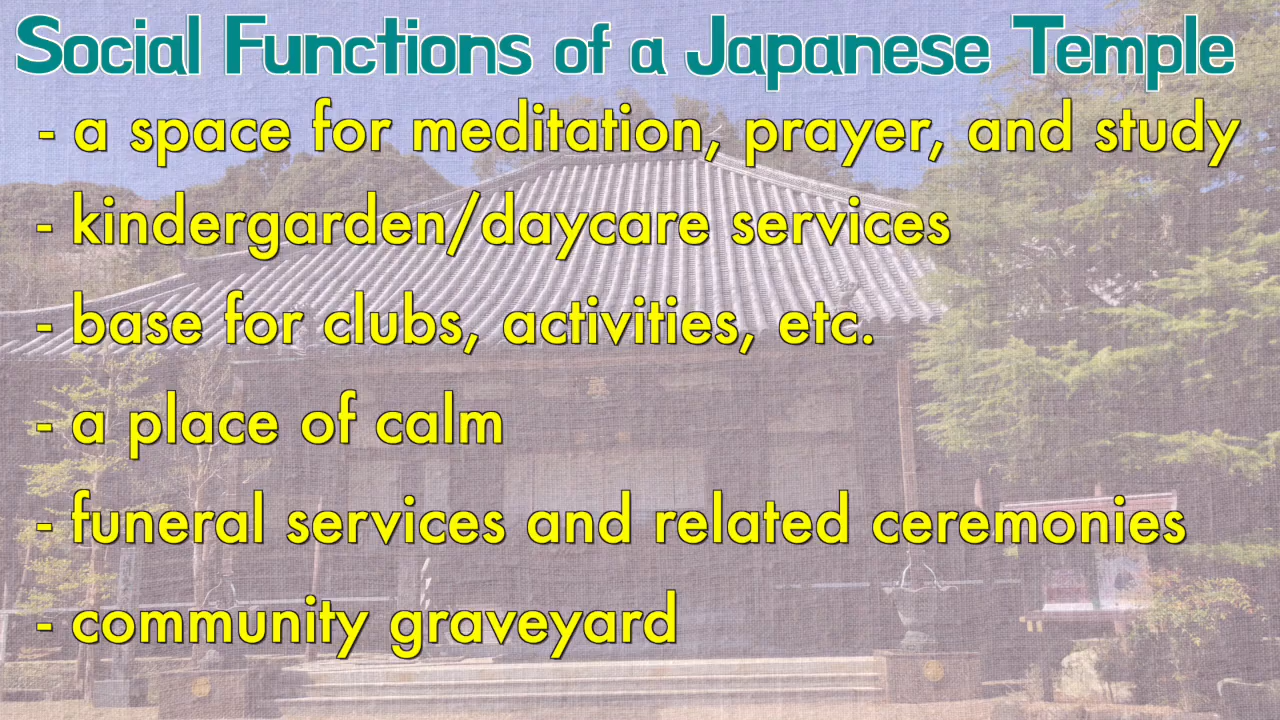 Social Functions of a Japanese Temple
- a space for meditation, prayer, and study
- kindergarden/daycare services
- base for clubs, activities, etc.
- a place of calm
- funeral services and related ceremonies
- community graveyard